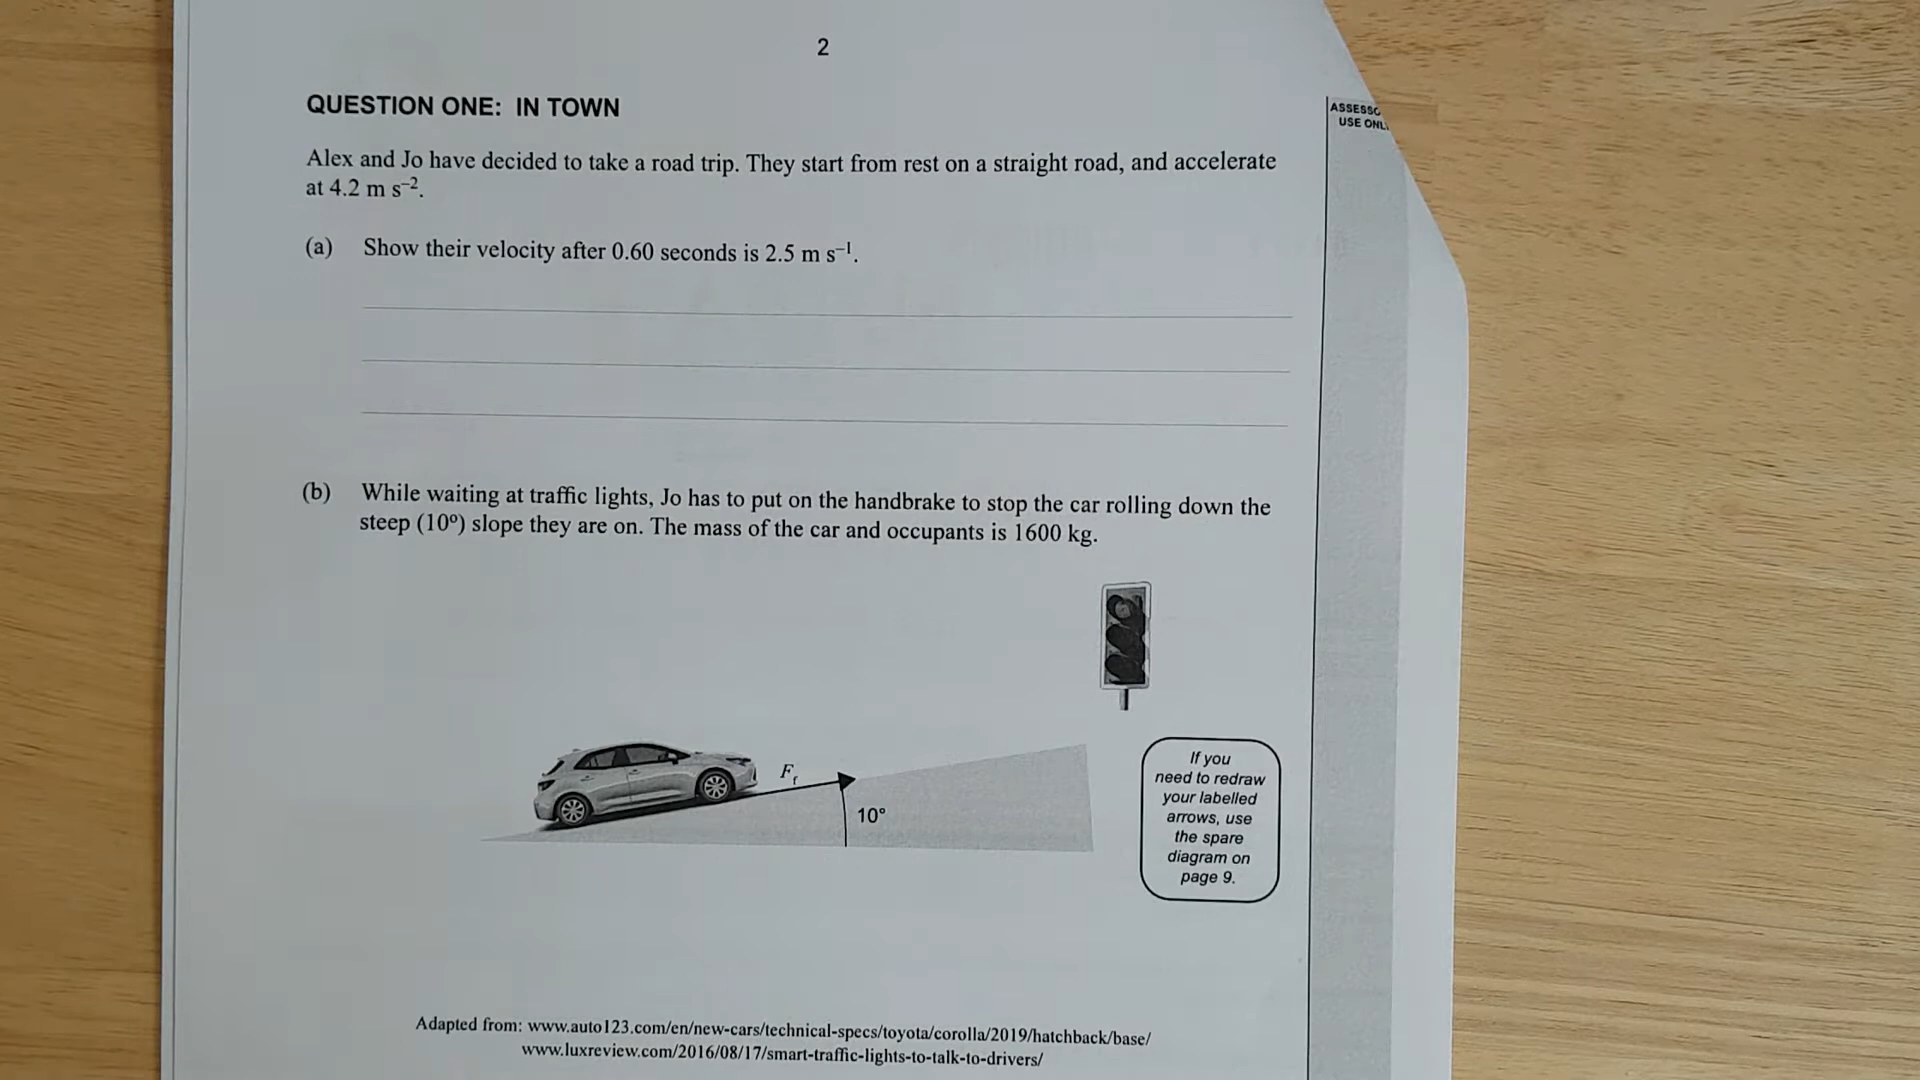 2
QUESTION ONE: IN TOWN
ASSESSO
USE ONL
Alex and Jo have decided to take a road trip. They start from rest on a straight road, and accelerate
at 4.2 m s⁻².
(a) Show their velocity after 0.60 seconds is 2.5 m s⁻¹.
(b) While waiting at traffic lights, Jo has to put on the handbrake to stop the car rolling down the
steep (10º) slope they are on. The mass of the car and occupants is 1600 kg.
F_f
10°
If you
need to redraw
your labelled
arrows, use
the spare
diagram on
page 9.
Adapted from: www.auto123.com/en/new-cars/technical-specs/toyota/corolla/2019/hatchback/base/
www.luxreview.com/2016/08/17/smart-traffic-lights-to-talk-to-drivers/